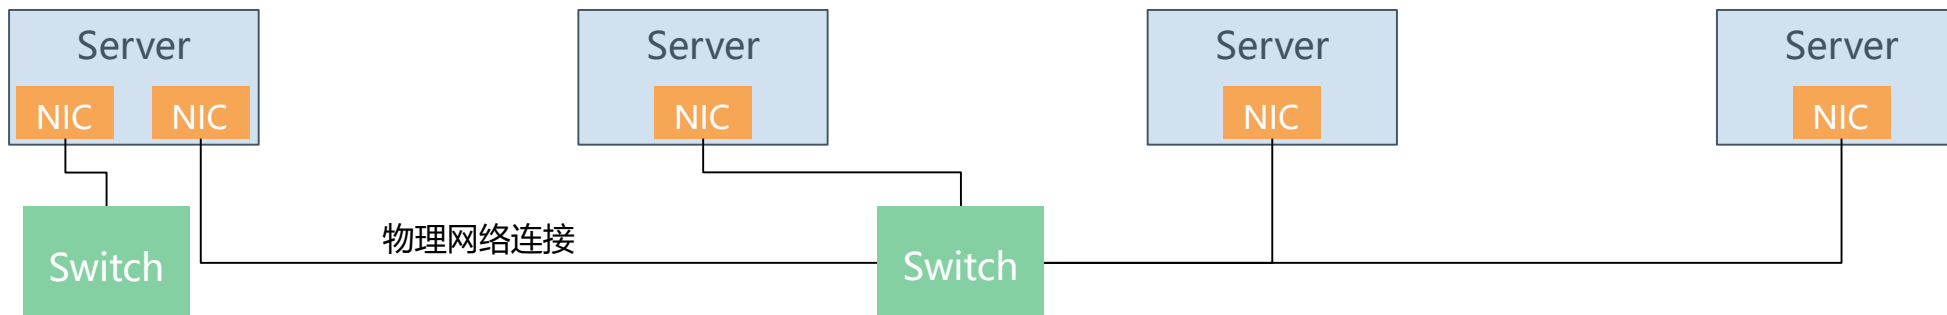 Server
Server
Server
Server
NIC
NIC
NIC
NIC
NIC
物理网络连接
Switch
Switch